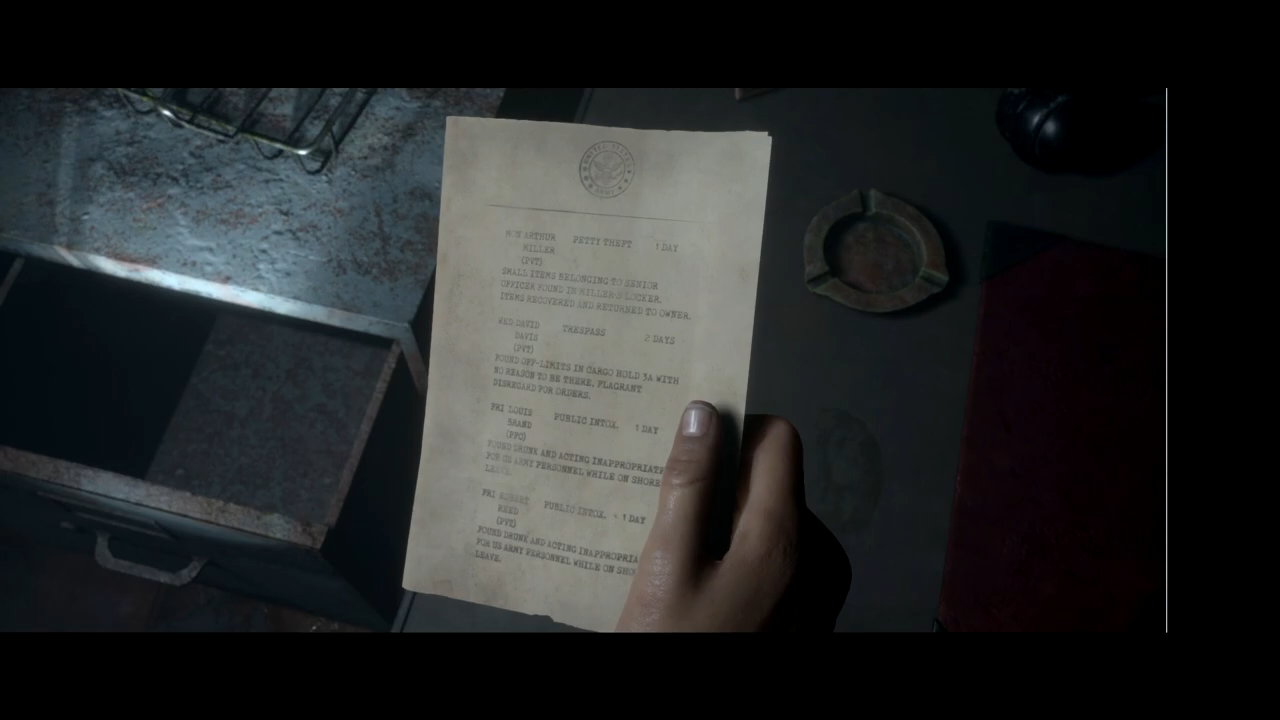 UNITED STATES
ARMY
MON ARTHUR PETTY THEFT 1 DAY
MILLER
(PVT)
SMALL ITEMS BELONGING TO SENIOR
OFFICER FOUND IN MILLER'S LOCKER.
ITEMS RECOVERED AND RETURNED TO OWNER.
WED DAVID TRESPASS 2 DAYS
DAVIS
(PVT)
FOUND OFF-LIMITS IN CARGO HOLD 3A WITH
NO REASON TO BE THERE. FLAGRANT
DISREGARD FOR ORDERS.
FRI LOUIS PUBLIC INTOX. 1 DAY
BRAND
(PFC)
FOUND DRUNK AND ACTING INAPPROPRIATE
FOR US ARMY PERSONNEL WHILE ON SHORE
LEAVE.
FRI ROBERT PUBLIC INTOX. 1 DAY
REED
(PVT)
FOUND DRUNK AND ACTING INAPPROPRIA
FOR US ARMY PERSONNEL WHILE ON SHO
LEAVE.